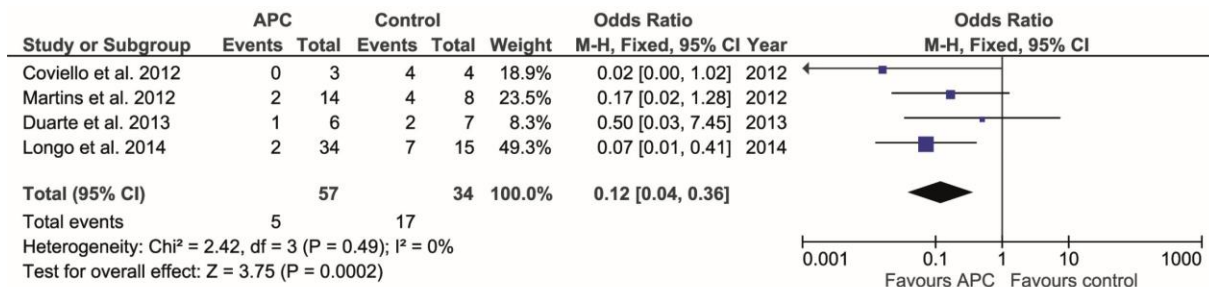 APC Control Odds Ratio Odds Ratio
Study or Subgroup Events Total Events Total Weight M-H, Fixed, 95% CI Year M-H, Fixed, 95% CI
Coviello et al. 2012 0 3 4 4 18.9% 0.02 [0.00, 1.02] 2012
Martins et al. 2012 2 14 4 8 23.5% 0.17 [0.02, 1.28] 2012
Duarte et al. 2013 1 6 2 7 8.3% 0.50 [0.03, 7.45] 2013
Longo et al. 2014 2 34 7 15 49.3% 0.07 [0.01, 0.41] 2014
Total (95% CI) 57 34 100.0% 0.12 [0.04, 0.36]
Total events 5 17
Heterogeneity: Chi² = 2.42, df = 3 (P = 0.49); I² = 0%
Test for overall effect: Z = 3.75 (P = 0.0002)
0.001 0.1 1 10 1000
Favours APC Favours control